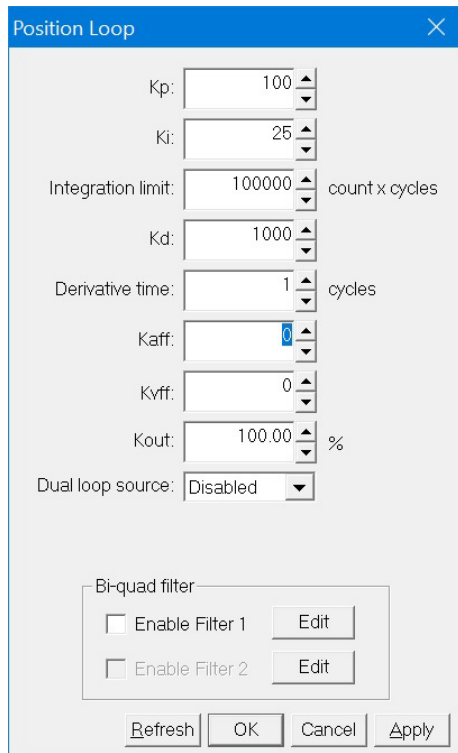 Position Loop
Kp: 100
Ki: 25
Integration limit: 100000 count x cycles
Kd: 1000
Derivative time: 1 cycles
Kaff: 0
Kvff: 0
Kout: 100.00 %
Dual loop source: Disabled
Bi-quad filter
Enable Filter 1 Edit
Enable Filter 2 Edit
Refresh OK Cancel Apply